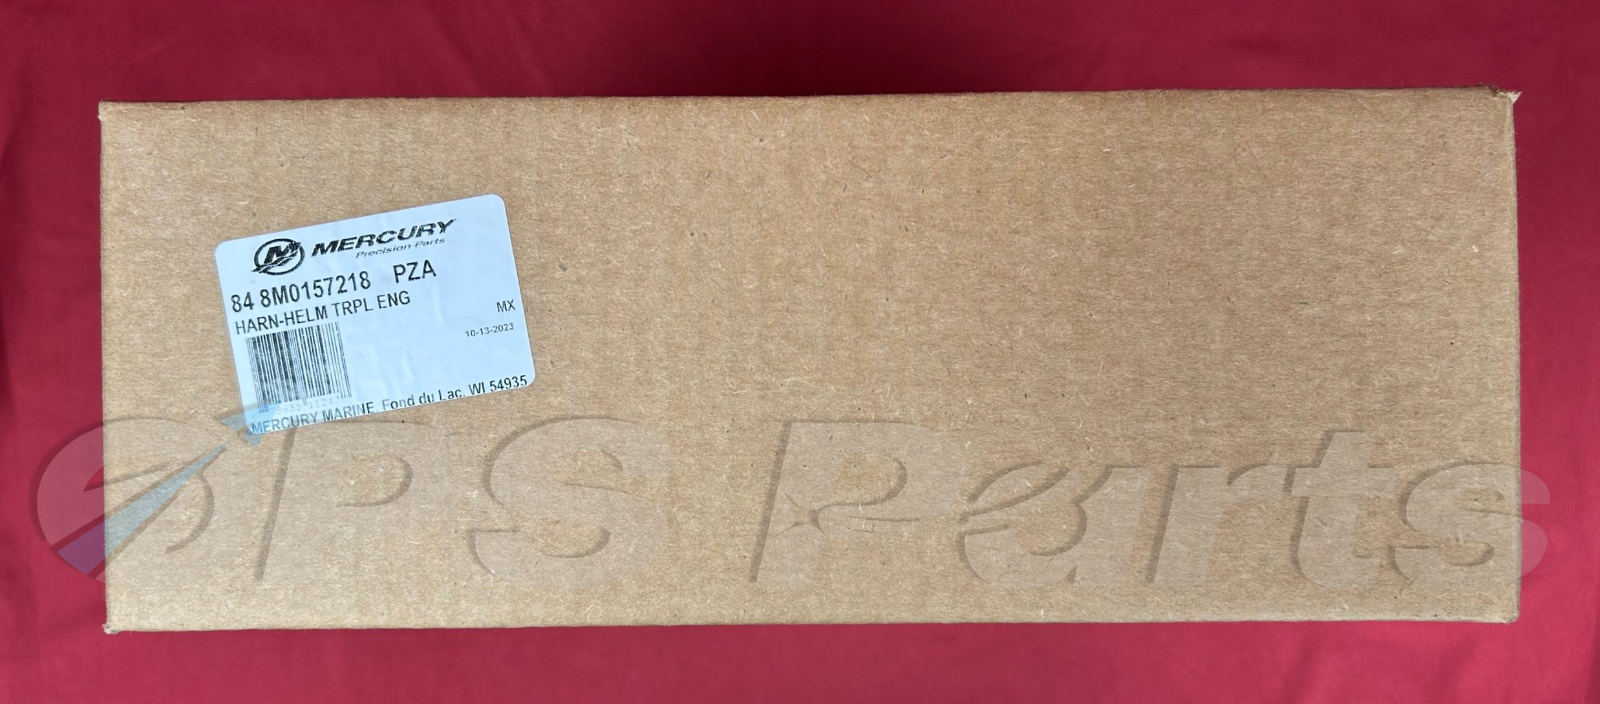 MERCURY
Precision Parts
84 8M0157218 PZA
HARN-HELM TRPL ENG
MX
10-13-2023
MERCURY MARINE, Fond du Lac, WI 54935
PS Parts